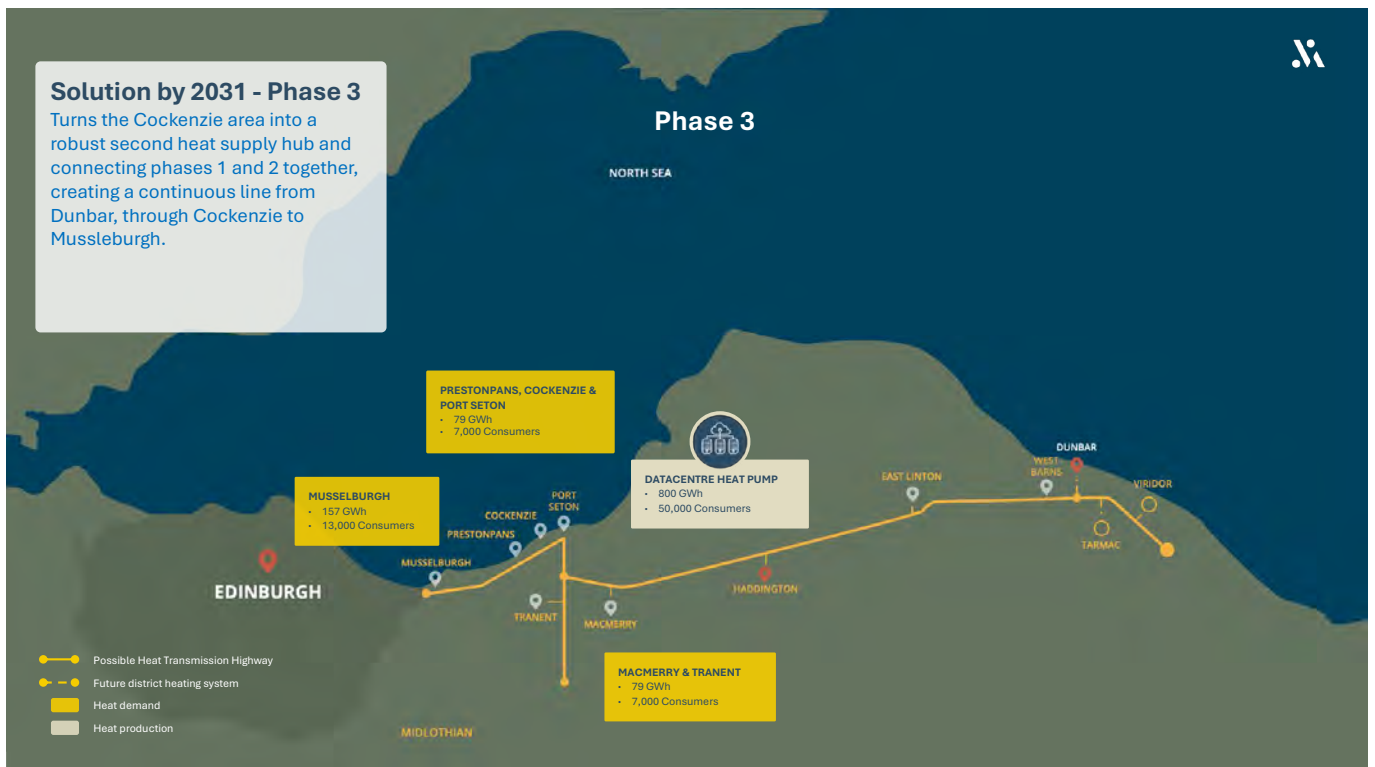 Solution by 2031 - Phase 3
Turns the Cockenzie area into a
robust second heat supply hub and
connecting phases 1 and 2 together,
creating a continuous line from
Dunbar, through Cockenzie to
Mussleburgh.
Phase 3
NORTH SEA
PRESTONPANS, COCKENZIE &
PORT SETON
• 79 GWh
• 7,000 Consumers
DATACENTRE HEAT PUMP
• 800 GWh
• 50,000 Consumers
MUSSELBURGH
• 157 GWh
• 13,000 Consumers
PORT
SETON
COCKENZIE
PRESTONPANS
MUSSELBURGH
EDINBURGH
TRANENT
MACMERRY
HADDINGTON
EAST LINTON
WEST
BARNS
DUNBAR
VIRIDOR
TARMAC
MACMERRY & TRANENT
• 79 GWh
• 7,000 Consumers
MIDLOTHIAN
Possible Heat Transmission Highway
Future district heating system
Heat demand
Heat production